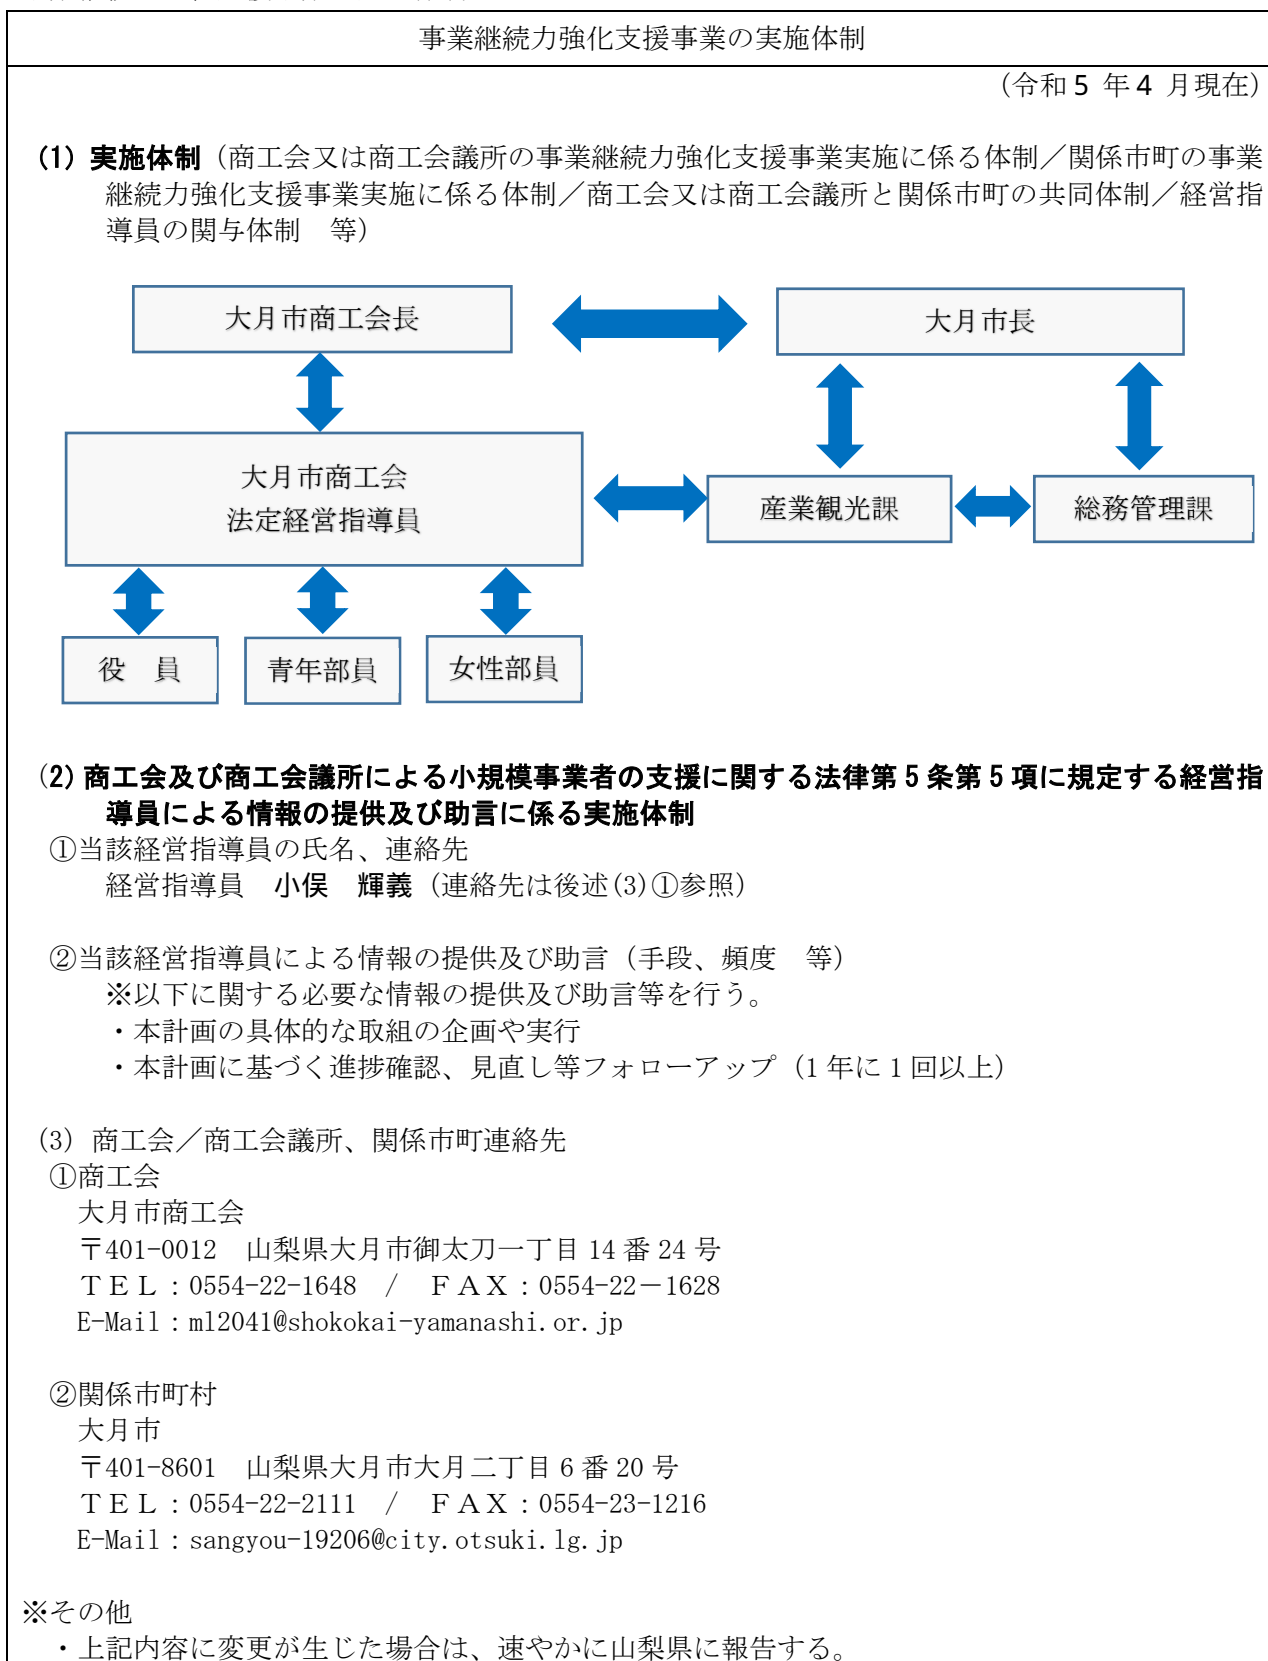 事業継続力強化支援事業の実施体制
（令和５ 年４ 月現在）
(1) 実施体制（商工会又は商工会議所の事業継続力強化支援事業実施に係る体制／関係市町の事業
継続力強化支援事業実施に係る体制／商工会又は商工会議所と関係市町の共同体制／経営指
導員の関与体制　等）
大月市商工会長
大月市長
大月市商工会
法定経営指導員
産業観光課
総務管理課
役　員
青年部員
女性部員
(2) 商工会及び商工会議所による小規模事業者の支援に関する法律第５条第５項に規定する経営指
導員による情報の提供及び助言に係る実施体制
①当該経営指導員の氏名、連絡先
経営指導員　小俣　輝義（連絡先は後述(3)①参照）
②当該経営指導員による情報の提供及び助言（手段、頻度　等）
※以下に関する必要な情報の提供及び助言等を行う。
・本計画の具体的な取組の企画や実行
・本計画に基づく進捗確認、見直し等フォローアップ（1年に1回以上）
(3) 商工会／商工会議所、関係市町連絡先
①商工会
大月市商工会
〒401-0012　山梨県大月市御太刀一丁目14番24号
ＴＥＬ：0554-22-1648　/　ＦＡＸ：0554-22－1628
E-Mail：ml2041@shokokai-yamanashi.or.jp
②関係市町村
大月市
〒401-8601　山梨県大月市大月二丁目6番20号
ＴＥＬ：0554-22-2111　/　ＦＡＸ：0554-23-1216
E-Mail：sangyou-19206@city.otsuki.lg.jp
※その他
・上記内容に変更が生じた場合は、速やかに山梨県に報告する。